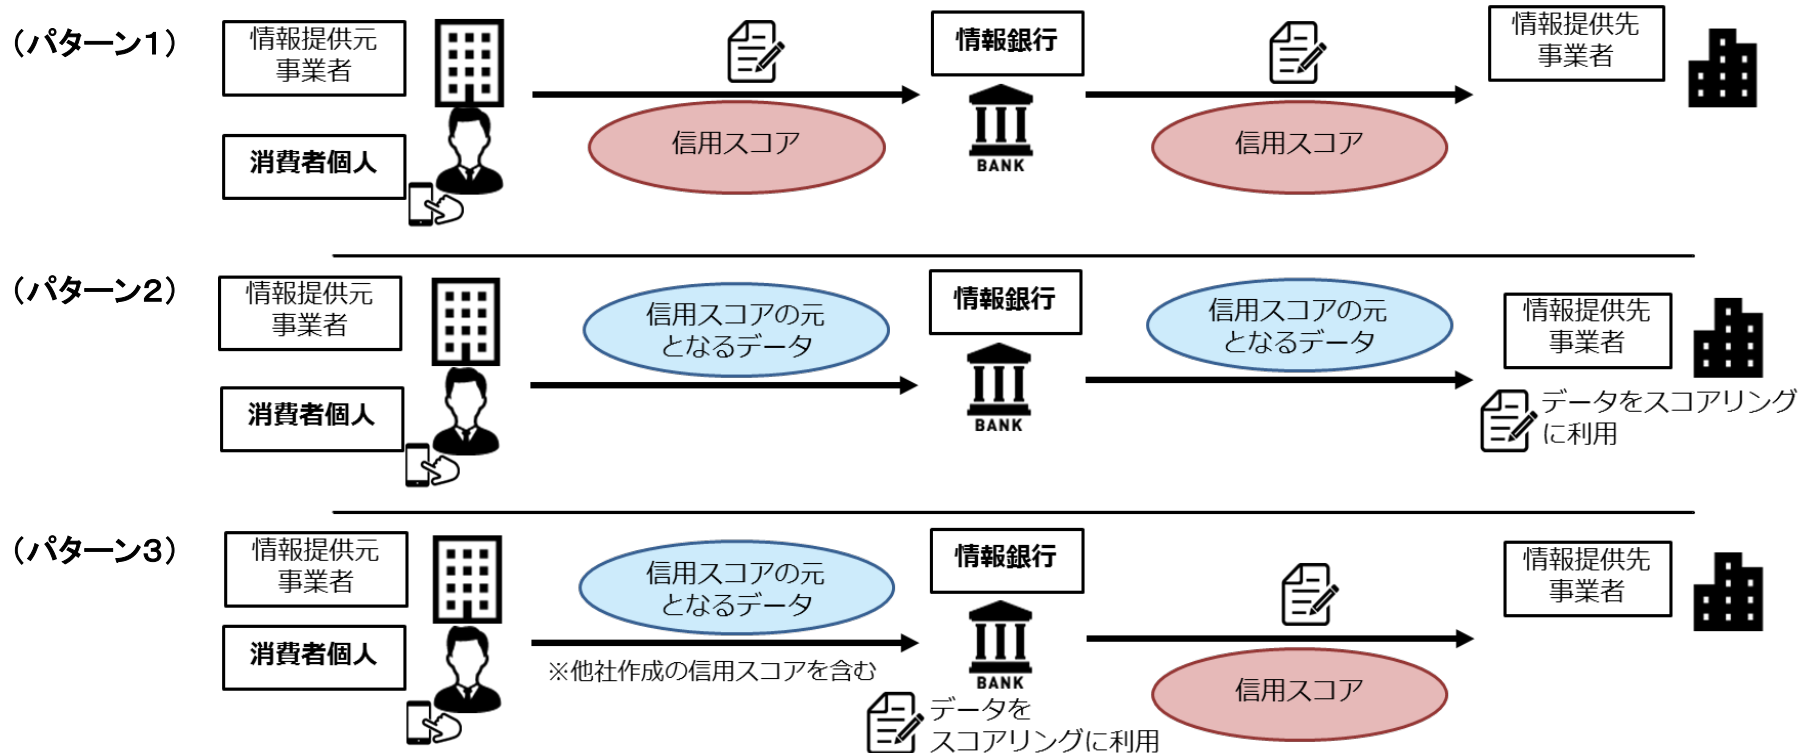 （パターン１）
情報提供元
事業者
消費者個人
信用スコア
情報銀行
BANK
信用スコア
情報提供先
事業者
（パターン２）
情報提供元
事業者
消費者個人
信用スコアの元
となるデータ
情報銀行
BANK
信用スコアの元
となるデータ
情報提供先
事業者
データをスコアリング
に利用
（パターン３）
情報提供元
事業者
消費者個人
信用スコアの元
となるデータ
※他社作成の信用スコアを含む
情報銀行
BANK
データを
スコアリングに利用
信用スコア
情報提供先
事業者